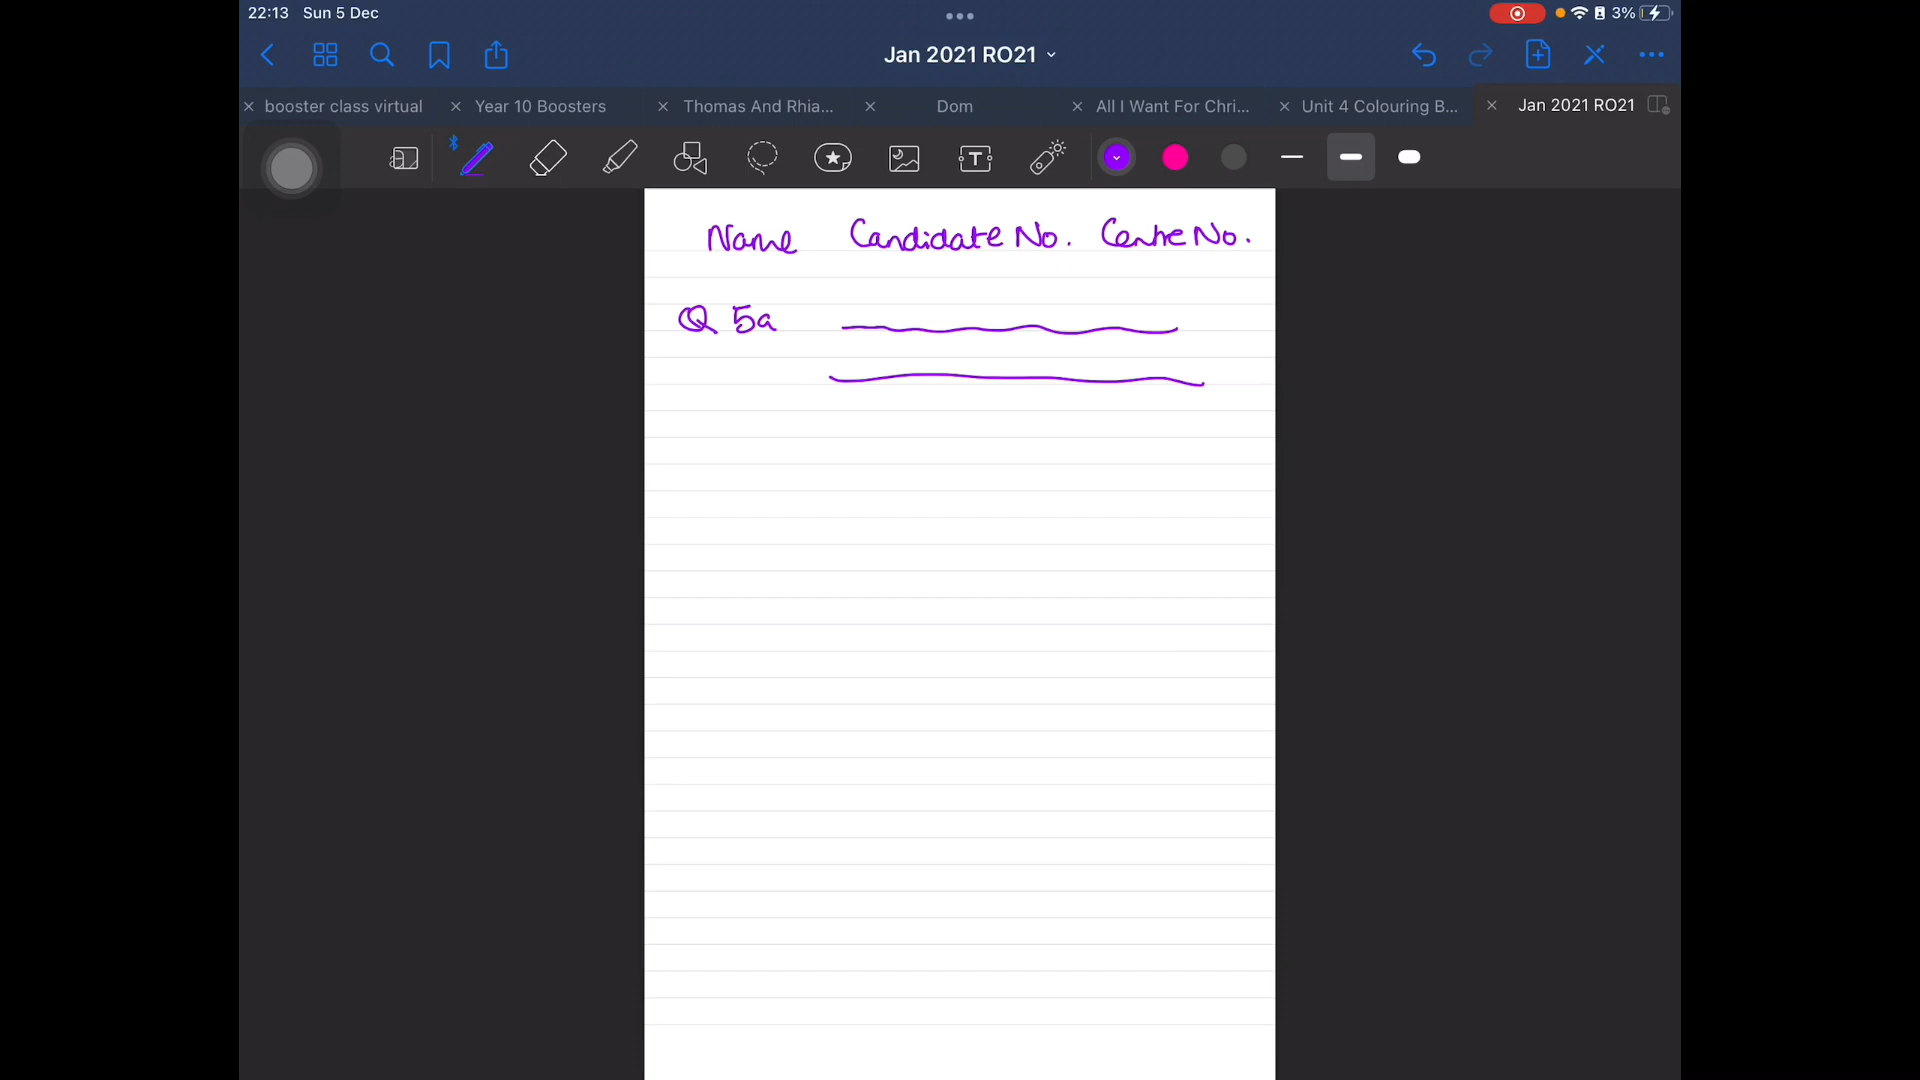 22:13 Sun 5 Dec 3%
Jan 2021 RO21
booster class virtual Year 10 Boosters Thomas And Rhia... Dom All I Want For Chri... Unit 4 Colouring B... Jan 2021 RO21
Name Candidate No. Centre No.
Q 5a